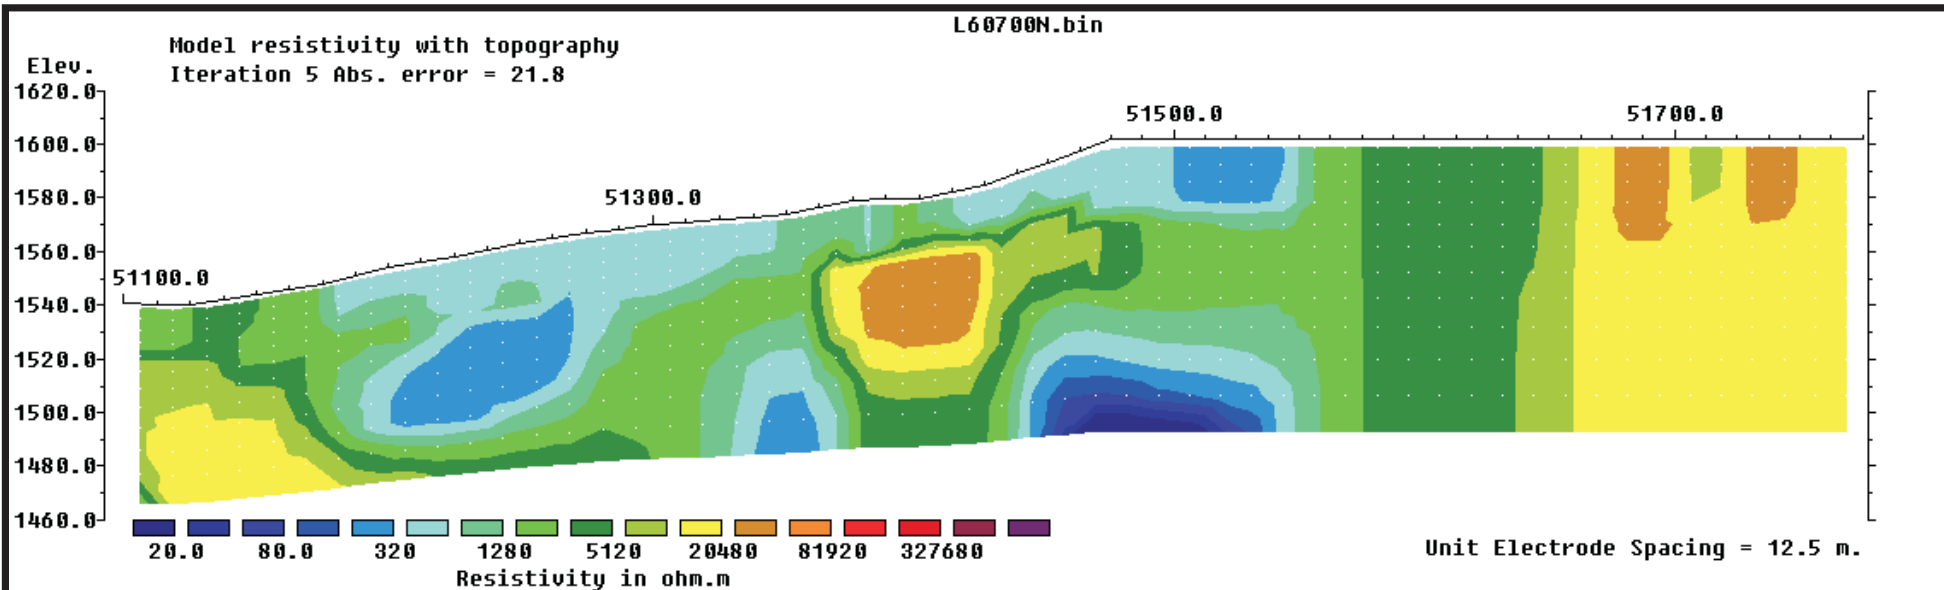 L60700N.bin
Model resistivity with topography
Iteration 5 Abs. error = 21.8
Elev.
1620.0
1600.0
1580.0
1560.0
1540.0
1520.0
1500.0
1480.0
1460.0
51100.0
51300.0
51500.0
51700.0
20.0 80.0 320 1280 5120 20480 81920 327680
Resistivity in ohm.m
Unit Electrode Spacing = 12.5 m.